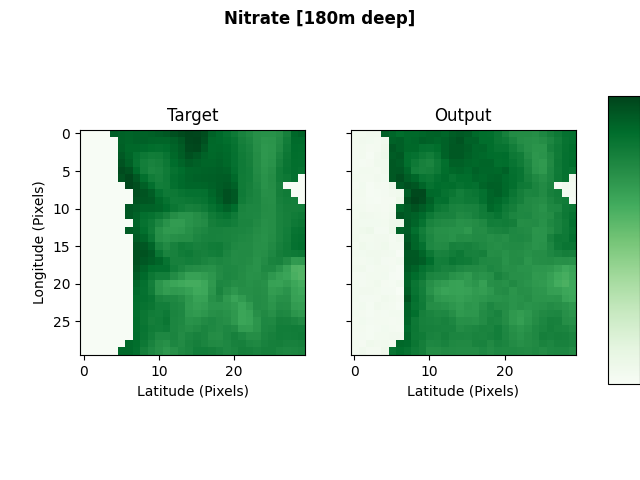 Nitrate [180m deep]
Target
Output
0
5
10
15
20
25
Longitude (Pixels)
0 10 20
0 10 20
Latitude (Pixels)
Latitude (Pixels)